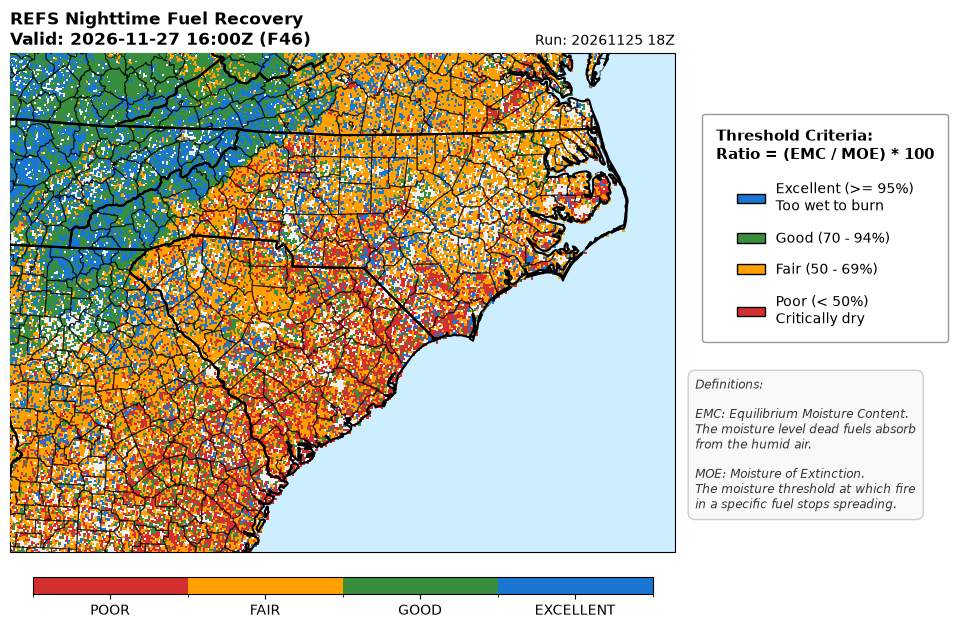 REFS Nighttime Fuel Recovery
Valid: 2026-11-27 16:00Z (F46)
Run: 20261125 18Z
Threshold Criteria:
Ratio = (EMC / MOE) * 100
Excellent (>= 95%)
Too wet to burn
Good (70 - 94%)
Fair (50 - 69%)
Poor (< 50%)
Critically dry
Definitions:
EMC: Equilibrium Moisture Content.
The moisture level dead fuels absorb
from the humid air.
MOE: Moisture of Extinction.
The moisture threshold at which fire
in a specific fuel stops spreading.
POOR
FAIR
GOOD
EXCELLENT